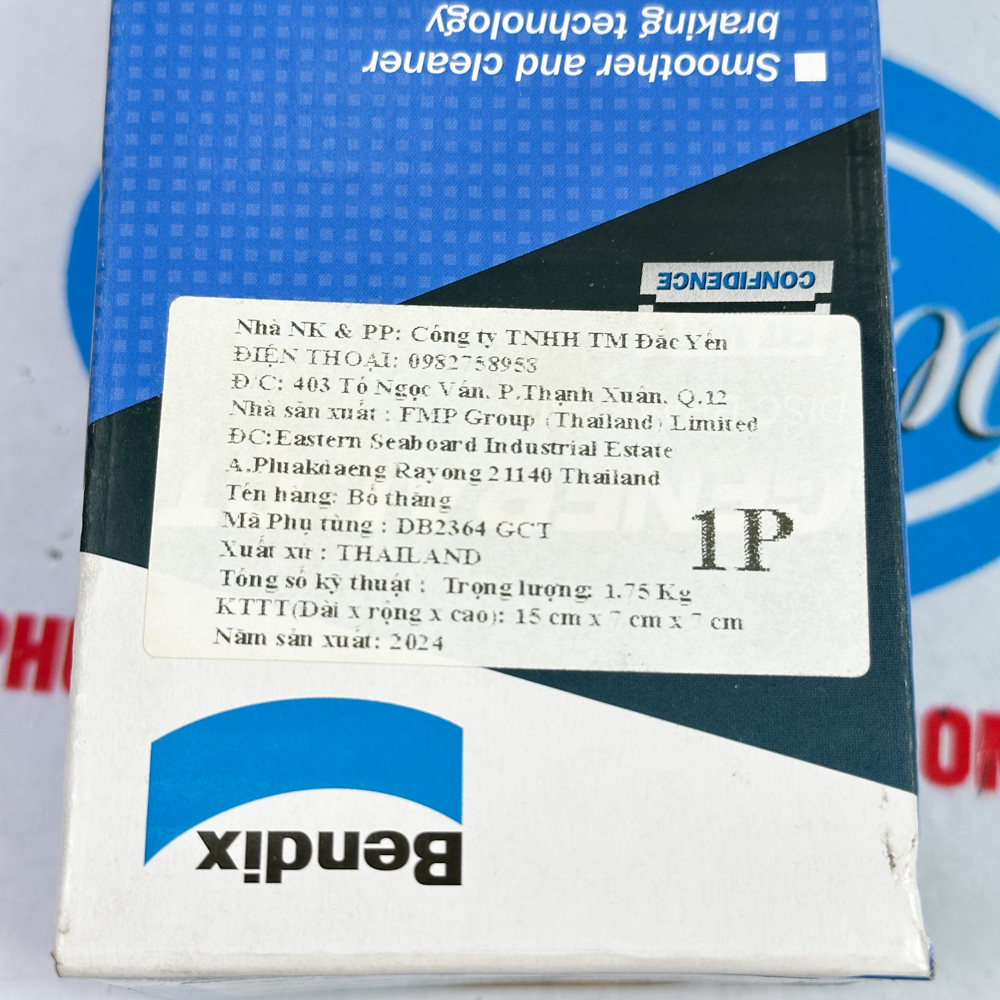 Smoother and cleaner
braking technology
CONFIDENCE
Nhà NK & PP: Công ty TNHH TM Đắc Yến
ĐIỆN THOẠI: 0982758953
Đ/C: 403 Tô Ngọc Vân, P.Thạnh Xuân, Q.12
Nhà sản xuất : FMP Group (Thailand) Limited
ĐC:Eastern Seaboard Industrial Estate
A.Pluakdaeng Rayong 21140 Thailand
Tên hàng: Bố thắng
Mã Phụ tùng : DB2364 GCT
1P
Xuất xứ : THAILAND
Tổng số kỹ thuật : Trọng lượng: 1.75 Kg
KTTT(Dài x rộng x cao): 15 cm x 7 cm x 7 cm
Năm sản xuất: 2024
Bendix